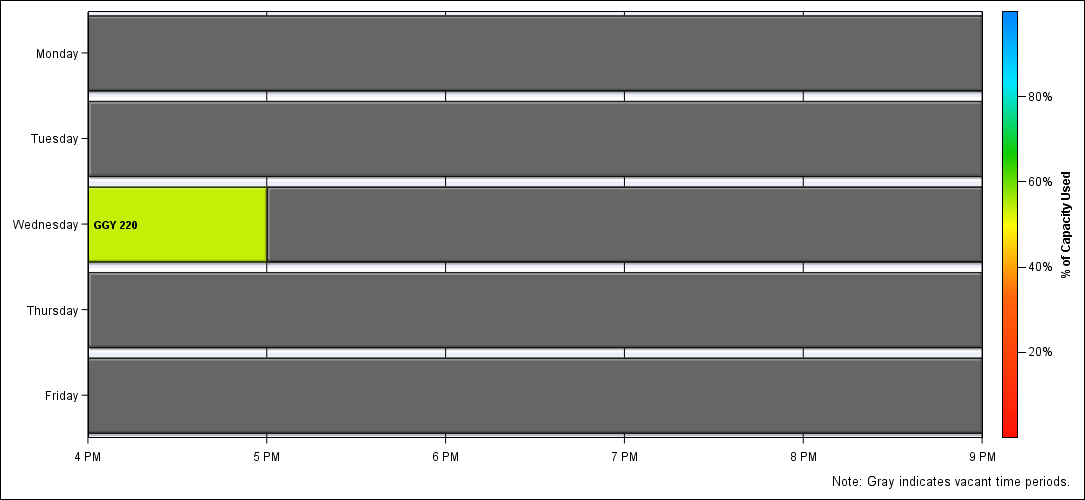 Monday
Tuesday
Wednesday
GGY 220
Thursday
Friday
4 PM
5 PM
6 PM
7 PM
8 PM
9 PM
80%
60%
40%
20%
% of Capacity Used
Note: Gray indicates vacant time periods.